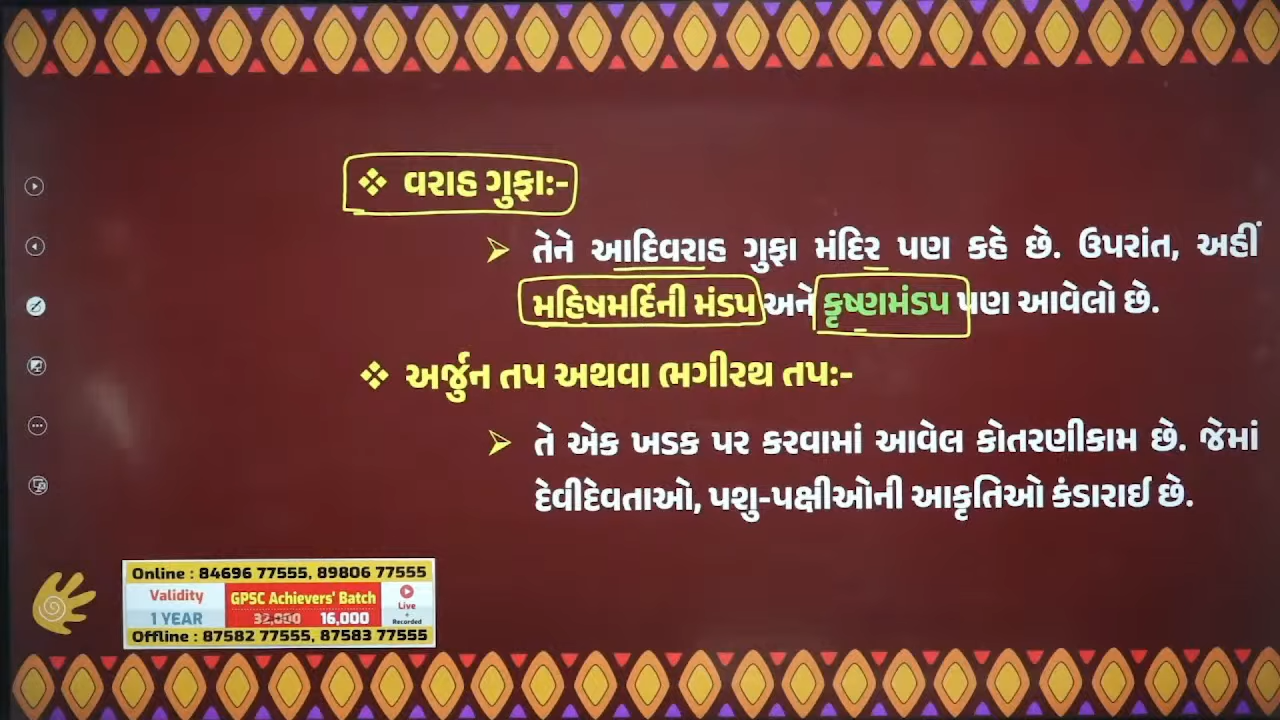 ❖ વરાહ ગુફા:-
➢ તેને આદિવરાહ ગુફા મંદિર પણ કહે છે. ઉપરાંત, અહીં
મહિષમર્દિની મંડપ અને કૃષ્ણમંડપ પણ આવેલો છે.
❖ અર્જુન તપ અથવા ભગીરથ તપ:-
➢ તે એક ખડક પર કરવામાં આવેલ કોતરણીકામ છે. જેમાં
દેવીદેવતાઓ, પશુ-પક્ષીઓની આકૃતિઓ કંડારાઈ છે.
Online : 84696 77555, 89806 77555
Validity GPSC Achievers' Batch Live
1 YEAR 32,000 16,000 + Recorded
Offline : 87582 77555, 87583 77555